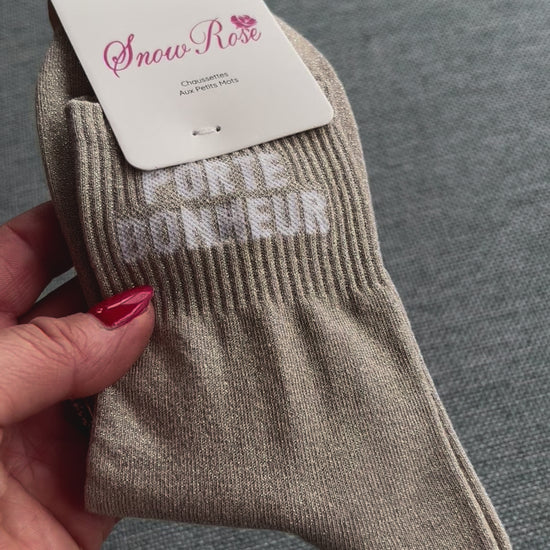 Snow Rose
Chaussettes
Aux Petits Mots
PORTE
BONHEUR